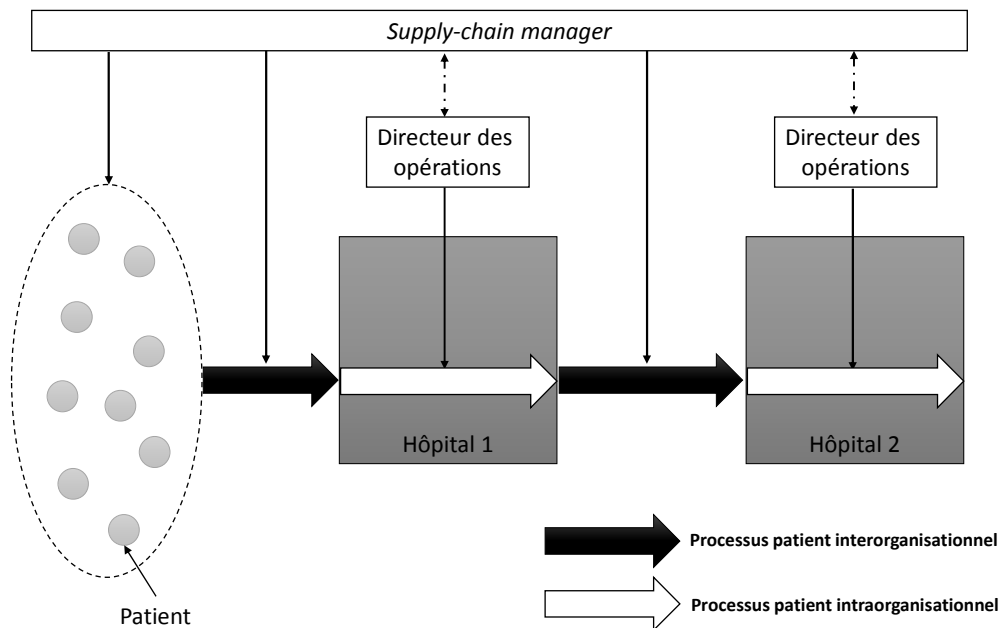 Supply-chain manager
Directeur des
opérations
Directeur des
opérations
Hôpital 1
Hôpital 2
Processus patient interorganisationnel
Processus patient intraorganisationnel
Patient